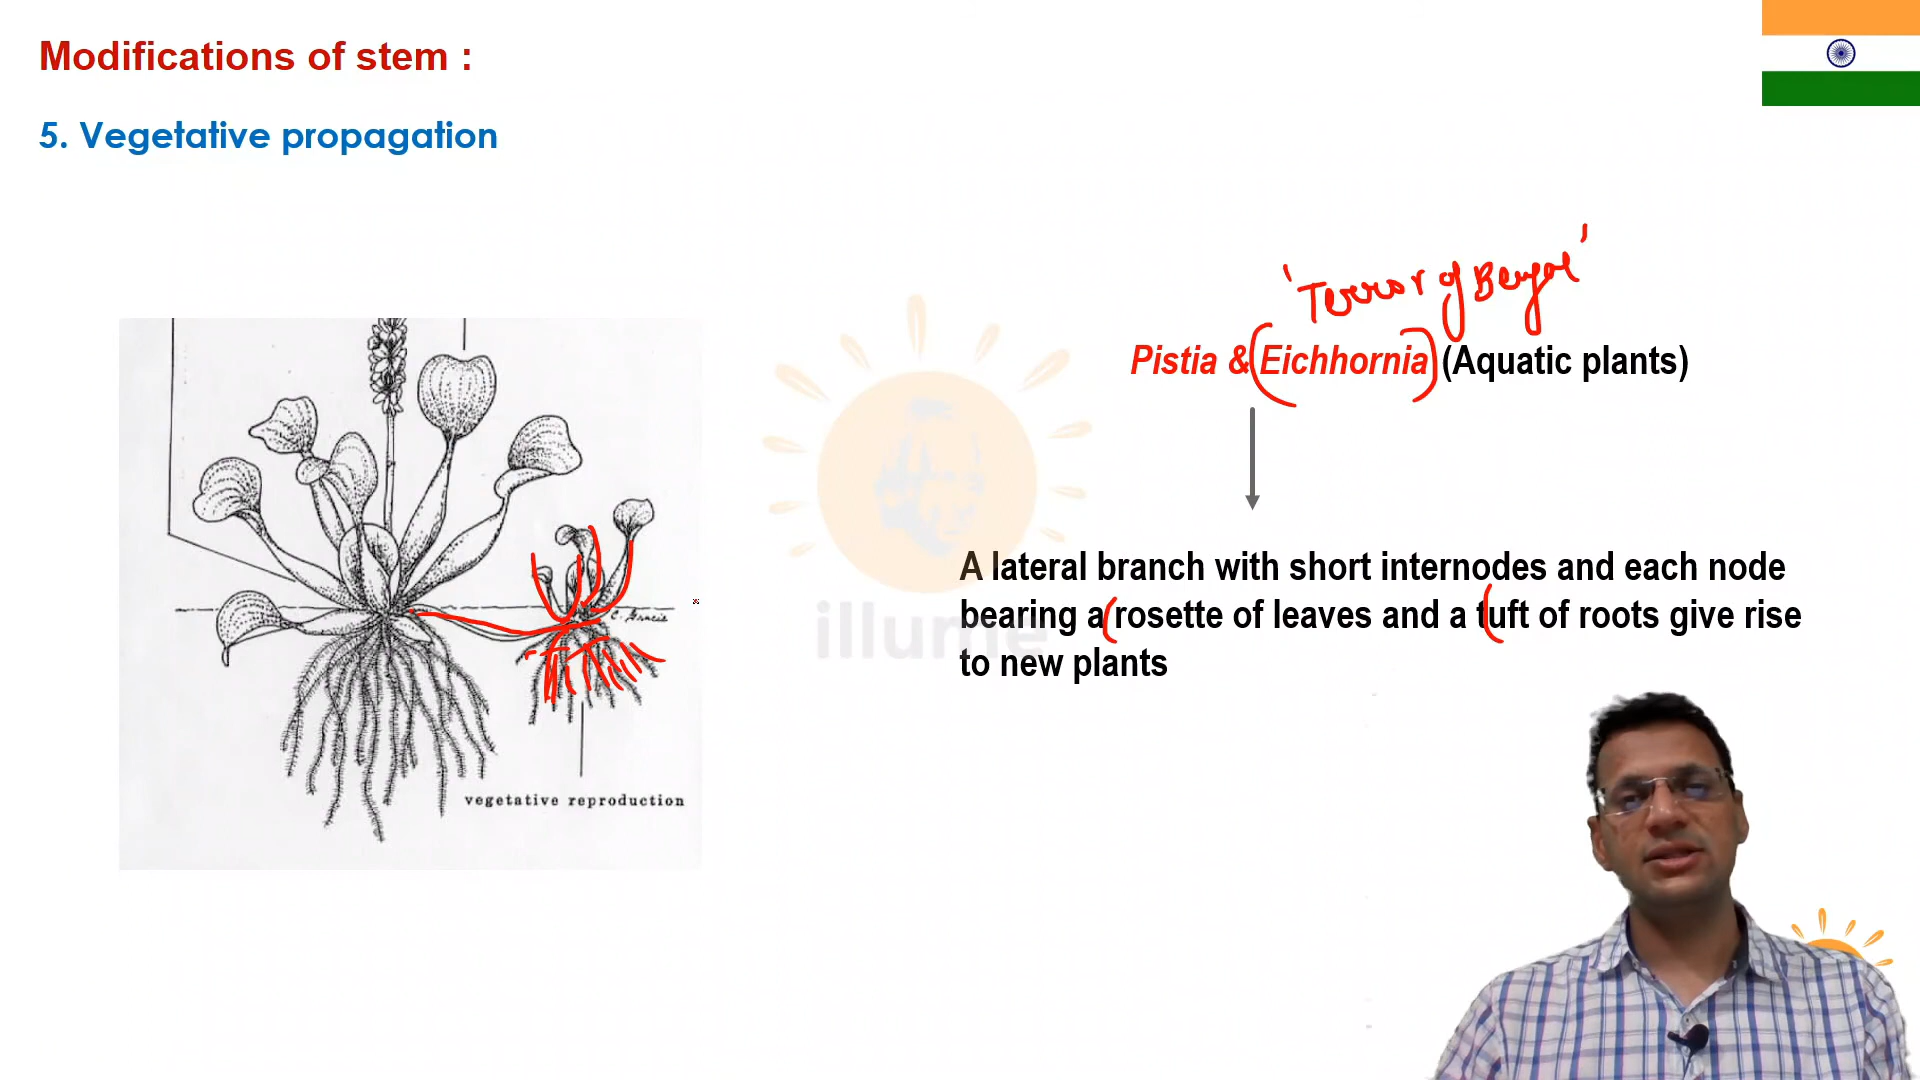 Modifications of stem :
5. Vegetative propagation
'Terror of Bengal'
Pistia & Eichhornia (Aquatic plants)
A lateral branch with short internodes and each node
bearing a rosette of leaves and a tuft of roots give rise
to new plants
illume
vegetative reproduction